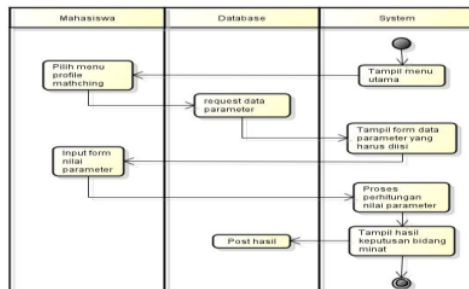 Mahasiswa
Database
System
Tampil menu
utama
Pilih menu
profile
mathching
request data
parameter
Tampil form data
parameter yang
harus diisi
Input form
nilai
parameter
Proses
perhitungan
nilai parameter
Tampil hasil
keputusan bidang
minat
Post hasil